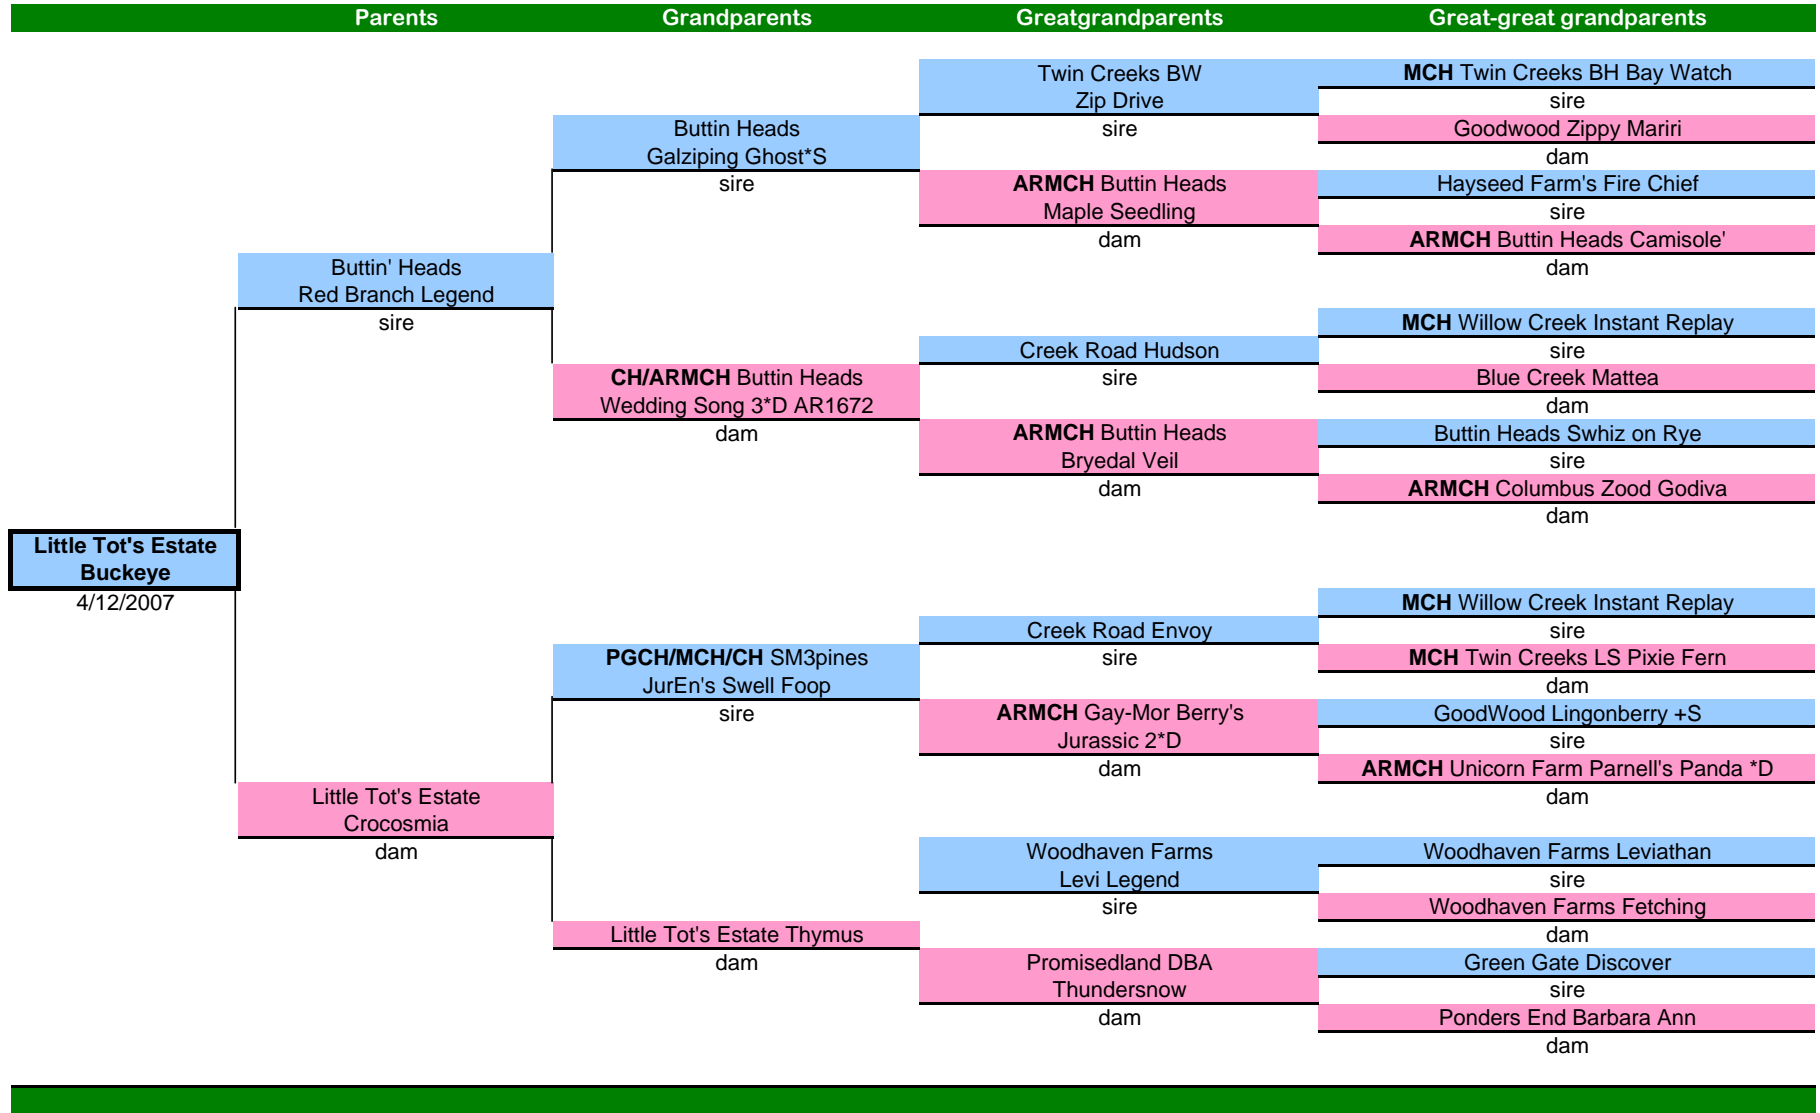 Parents Grandparents Greatgrandparents Great-great grandparents
Little Tot's Estate
Buckeye
4/12/2007
Buttin' Heads
Red Branch Legend
sire
Little Tot's Estate
Crocosmia
dam
Buttin Heads
Galziping Ghost*S
sire
CH/ARMCH Buttin Heads
Wedding Song 3*D AR1672
dam
PGCH/MCH/CH SM3pines
JurEn's Swell Foop
sire
Little Tot's Estate Thymus
dam
Twin Creeks BW
Zip Drive
sire
ARMCH Buttin Heads
Maple Seedling
dam
Creek Road Hudson
sire
ARMCH Buttin Heads
Bryedal Veil
dam
Creek Road Envoy
sire
ARMCH Gay-Mor Berry's
Jurassic 2*D
dam
Woodhaven Farms
Levi Legend
sire
Promisedland DBA
Thundersnow
dam
MCH Twin Creeks BH Bay Watch
sire
Goodwood Zippy Mariri
dam
Hayseed Farm's Fire Chief
sire
ARMCH Buttin Heads Camisole'
dam
MCH Willow Creek Instant Replay
sire
Blue Creek Mattea
dam
Buttin Heads Swhiz on Rye
sire
ARMCH Columbus Zood Godiva
dam
MCH Willow Creek Instant Replay
sire
MCH Twin Creeks LS Pixie Fern
dam
GoodWood Lingonberry +S
sire
ARMCH Unicorn Farm Parnell's Panda *D
dam
Woodhaven Farms Leviathan
sire
Woodhaven Farms Fetching
dam
Green Gate Discover
sire
Ponders End Barbara Ann
dam